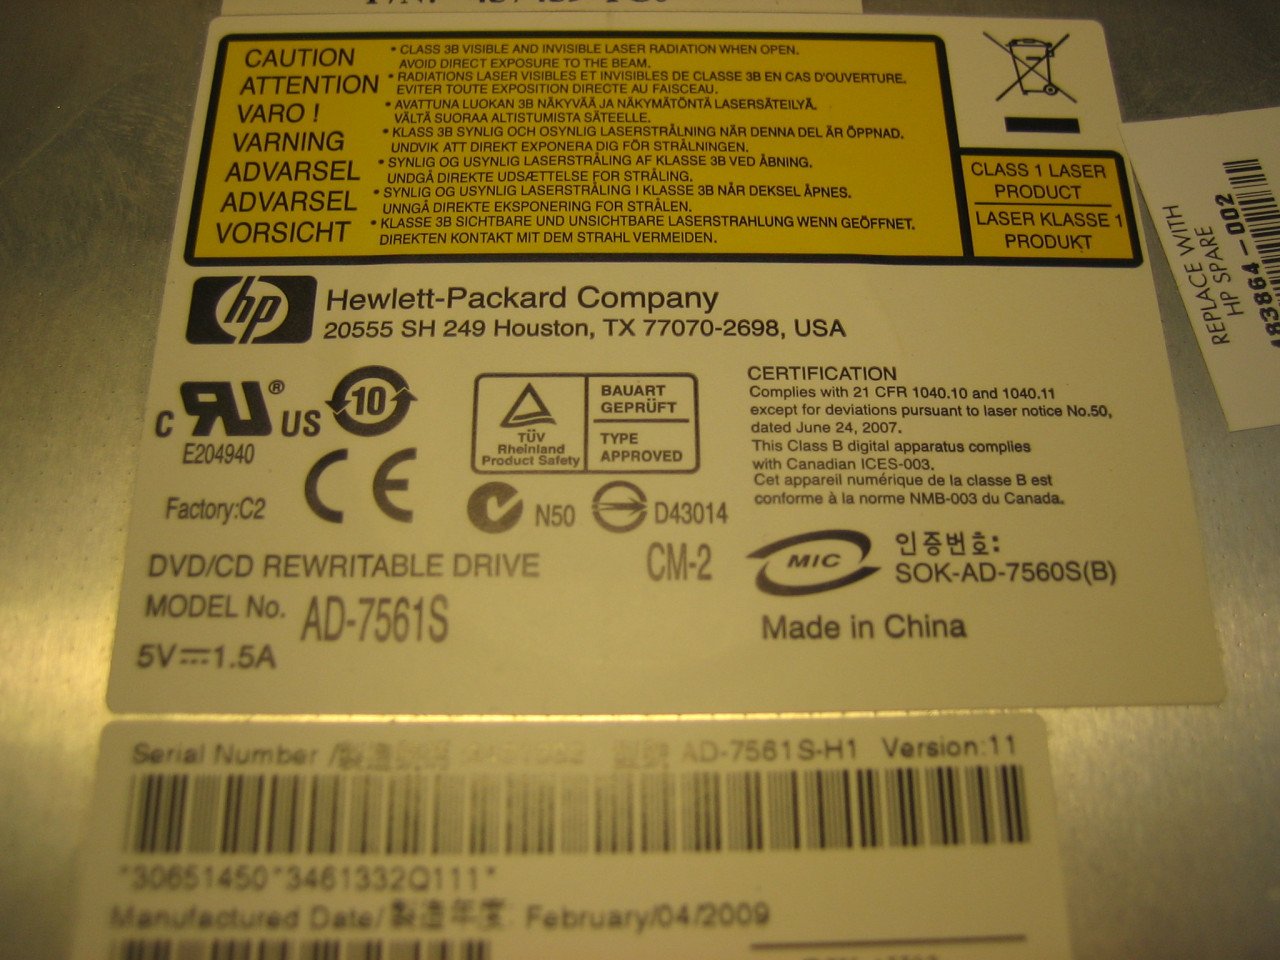 CAUTION
ATTENTION
VARO !
VARNING
ADVARSEL
ADVARSEL
VORSICHT
• CLASS 3B VISIBLE AND INVISIBLE LASER RADIATION WHEN OPEN.
AVOID DIRECT EXPOSURE TO THE BEAM.
• RADIATIONS LASER VISIBLES ET INVISIBLES DE CLASSE 3B EN CAS D'OUVERTURE.
EVITER TOUTE EXPOSITION DIRECTE AU FAISCEAU.
• AVATTUNA LUOKAN 3B NÄKYVÄÄ JA NÄKYMÄTÖNTÄ LASERSÄTEILYÄ.
VÄLTÄ SUORAA ALTISTUMISTA SÄTEELLE.
• KLASS 3B SYNLIG OCH OSYNLIG LASERSTRÅLNING NÄR DENNA DEL ÄR ÖPPNAD.
UNDVIK ATT DIREKT EXPONERA DIG FÖR STRÅLNINGEN.
• SYNLIG OG USYNLIG LASERSTRÅLING AF KLASSE 3B VED ÅBNING.
UNDGÅ DIREKTE UDSÆTTELSE FOR STRÅLING.
• SYNLIG OG USYNLIG LASERSTRÅLING I KLASSE 3B NÅR DEKSEL ÅPNES.
UNNGÅ DIREKTE EKSPONERING FOR STRÅLEN.
• KLASSE 3B SICHTBARE UND UNSICHTBARE LASERSTRAHLUNG WENN GEÖFFNET.
DIREKTEN KONTAKT MIT DEM STRAHL VERMEIDEN.
CLASS 1 LASER
PRODUCT
LASER KLASSE 1
PRODUKT
REPLACE WITH
HP SPARE
483864-002
hp
Hewlett-Packard Company
20555 SH 249 Houston, TX 77070-2698, USA
C RU ® US
E204940
10
Factory:C2
CE
TÜV
Rheinland
Product Safety
BAUART
GEPRÜFT
TYPE
APPROVED
N50
D43014
CERTIFICATION
Complies with 21 CFR 1040.10 and 1040.11
except for deviations pursuant to laser notice No.50,
dated June 24, 2007.
This Class B digital apparatus complies
with Canadian ICES-003.
Cet appareil numérique de la classe B est
conforme à la norme NMB-003 du Canada.
DVD/CD REWRITABLE DRIVE
CM-2
MIC
인증번호:
SOK-AD-7560S(B)
MODEL No. AD-7561S
Made in China
5V⎓1.5A
Serial Number / AD-7561S-H1 Version:11
*30651450*3461332Q111*
Manufactured Date/製造年度: February/04/2009